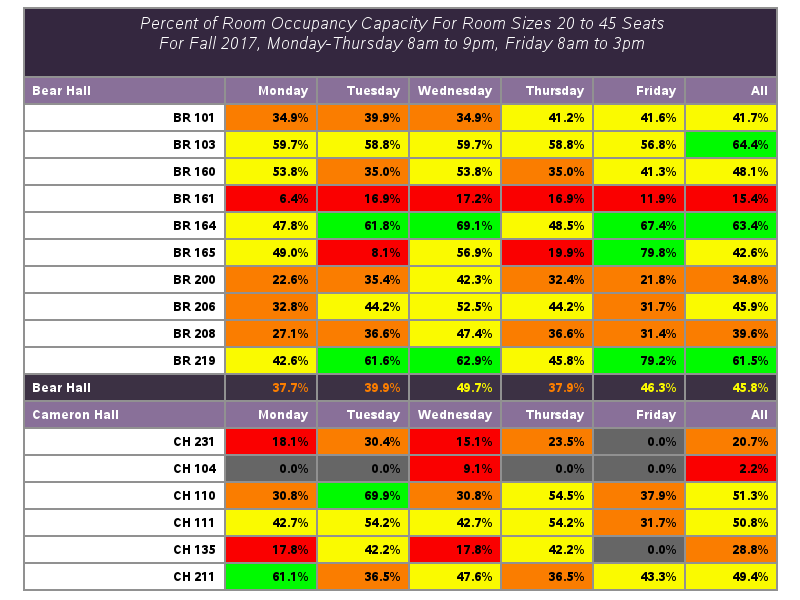 Percent of Room Occupancy Capacity For Room Sizes 20 to 45 Seats
For Fall 2017, Monday-Thursday 8am to 9pm, Friday 8am to 3pm
Bear Hall Monday Tuesday Wednesday Thursday Friday All
BR 101 34.9% 39.9% 34.9% 41.2% 41.6% 41.7%
BR 103 59.7% 58.8% 59.7% 58.8% 56.8% 64.4%
BR 160 53.8% 35.0% 53.8% 35.0% 41.3% 48.1%
BR 161 6.4% 16.9% 17.2% 16.9% 11.9% 15.4%
BR 164 47.8% 61.8% 69.1% 48.5% 67.4% 63.4%
BR 165 49.0% 8.1% 56.9% 19.9% 79.8% 42.6%
BR 200 22.6% 35.4% 42.3% 32.4% 21.8% 34.8%
BR 206 32.8% 44.2% 52.5% 44.2% 31.7% 45.9%
BR 208 27.1% 36.6% 47.4% 36.6% 31.4% 39.6%
BR 219 42.6% 61.6% 62.9% 45.8% 79.2% 61.5%
Bear Hall 37.7% 39.9% 49.7% 37.9% 46.3% 45.8%
Cameron Hall Monday Tuesday Wednesday Thursday Friday All
CH 231 18.1% 30.4% 15.1% 23.5% 0.0% 20.7%
CH 104 0.0% 0.0% 9.1% 0.0% 0.0% 2.2%
CH 110 30.8% 69.9% 30.8% 54.5% 37.9% 51.3%
CH 111 42.7% 54.2% 42.7% 54.2% 31.7% 50.8%
CH 135 17.8% 42.2% 17.8% 42.2% 0.0% 28.8%
CH 211 61.1% 36.5% 47.6% 36.5% 43.3% 49.4%